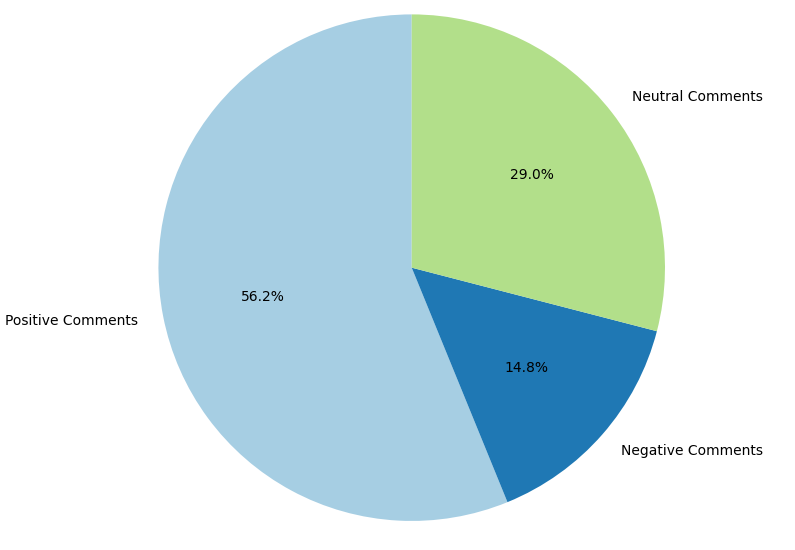 Neutral Comments
29.0%
56.2%
Positive Comments
14.8%
Negative Comments